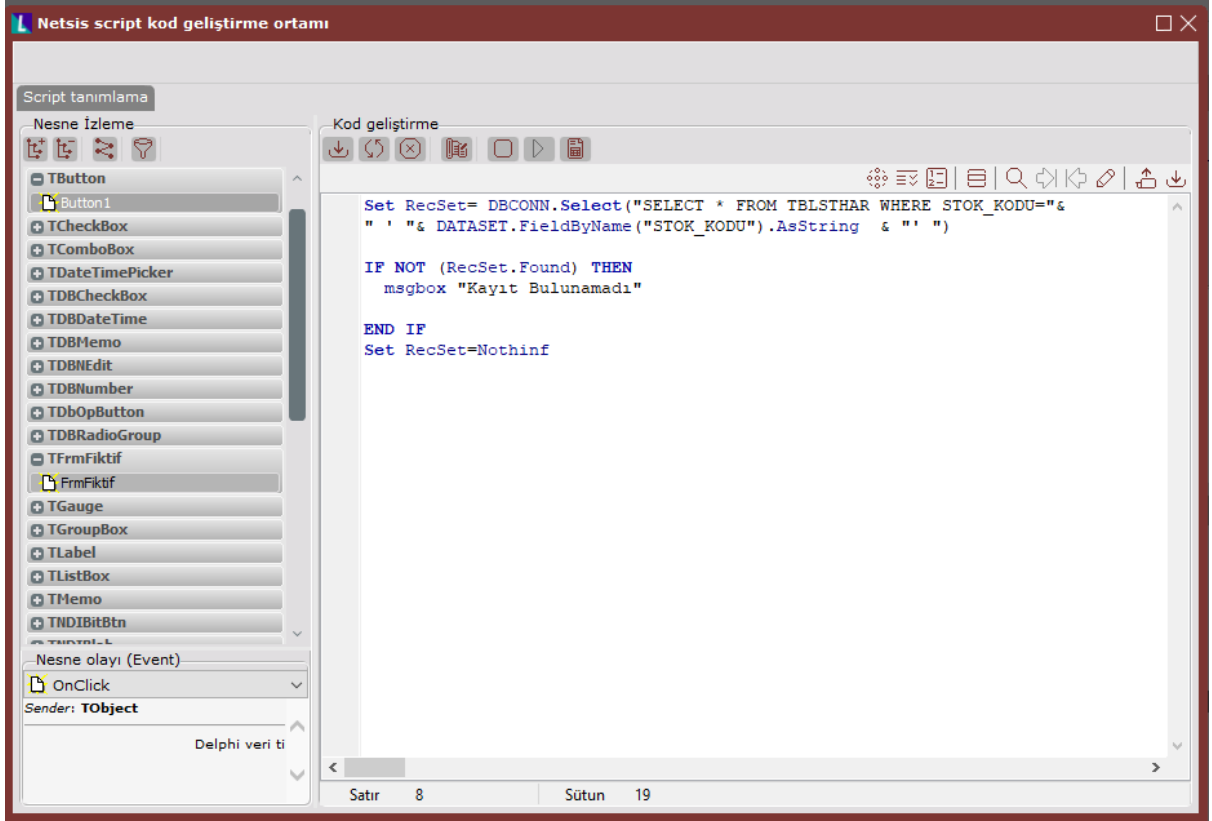 Netsis script kod geliştirme ortamı
Script tanımlama
Nesne İzleme
TButton
Button1
TCheckBox
TComboBox
TDateTimePicker
TDBCheckBox
TDBDateTime
TDBMemo
TDBNEdit
TDBNumber
TDbOpButton
TDBRadioGroup
TFrmFiktif
FrmFiktif
TGauge
TGroupBox
TLabel
TListBox
TMemo
TNDIBitBtn
Nesne olayı (Event)
OnClick
Sender: TObject
Delphi veri ti
Kod geliştirme
Set RecSet= DBCONN.Select("SELECT * FROM TBLSTHAR WHERE STOK_KODU="&
" ' "& DATASET.FieldByName("STOK_KODU").AsString  & "' ")
IF NOT (RecSet.Found) THEN
msgbox "Kayıt Bulunamadı"
END IF
Set RecSet=Nothinf
Satır 8 Sütun 19